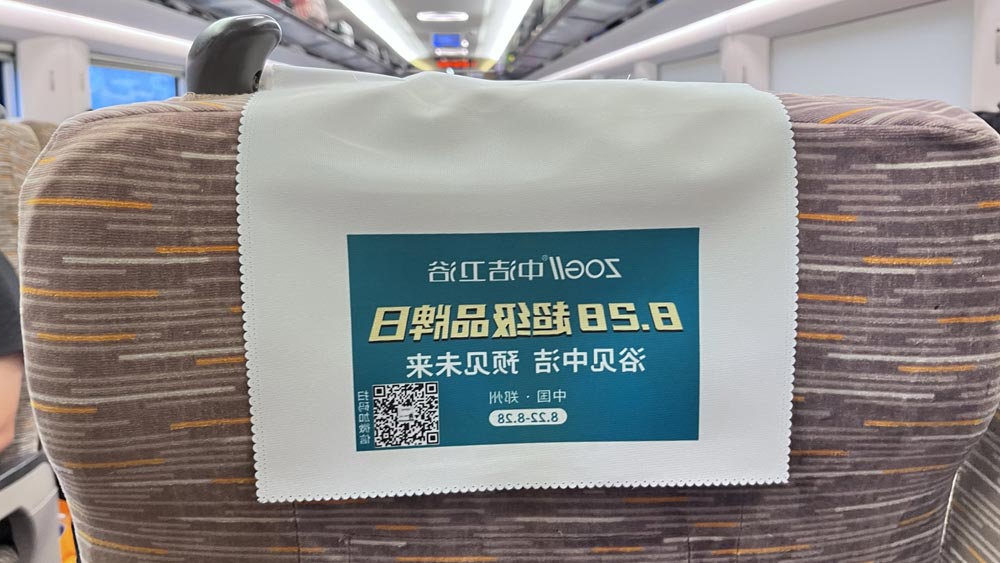 Zoell®中洁卫浴
8.28超级品牌日
浴见中洁 预见未来
中国·郑州
8.22-8.28
扫码加微信